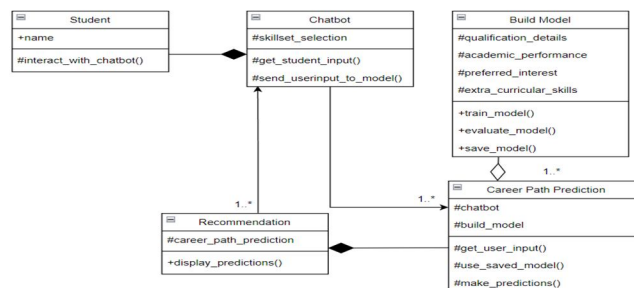 Student
+name
#interact_with_chatbot()
Chatbot
#skillset_selection
#get_student_input()
#send_userinput_to_model()
Build Model
#qualification_details
#academic_performance
#preferred_interest
#extra_curricular_skills
+train_model()
+evaluate_model()
+save_model()
1..*
1..*
1..*
Career Path Prediction
#chatbot
#build_model
#get_user_input()
#use_saved_model()
#make_predictions()
Recommendation
#career_path_prediction
+display_predictions()